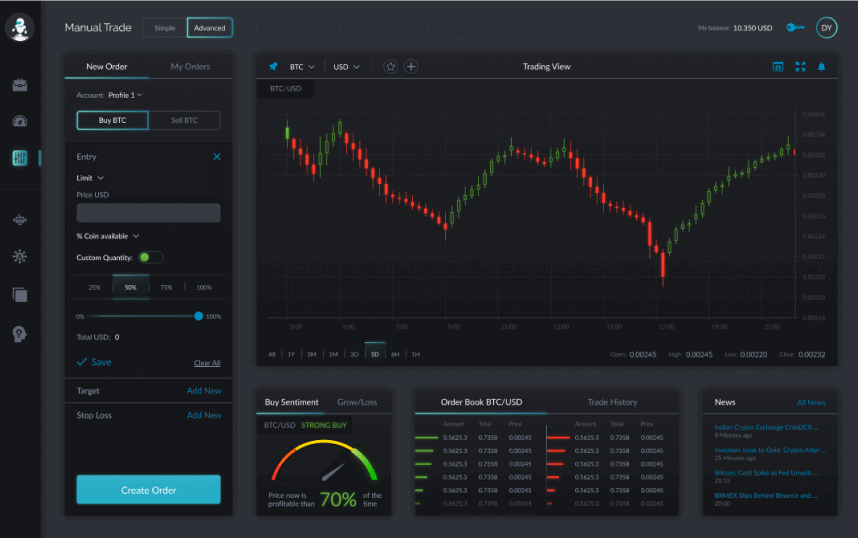 Manual Trade
Simple
Advanced
My balance: 10,350 USD
DY
New Order
My Orders
Account: Profile 1
Buy BTC
Sell BTC
Entry
Limit
Price USD
% Coin available
Custom Quantity:
25%
50%
75%
100%
0%
100%
Total USD: 0
Save
Clear All
Target
Add New
Stop Loss
Add New
Create Order
BTC
USD
Trading View
BTC/USD
0.00236
0.00234
0.00232
0.00230
0.00228
0.00226
0.00224
0.00222
0.00220
0.00218
0.00216
3:00
5:00
7:00
9:00
11:00
13:00
15:00
17:00
19:00
21:00
All
1Y
3M
1M
3D
1D
6H
1H
Open: 0.00245
High: 0.00245
Low: 0.00220
Close: 0.00232
Buy Sentiment
Grow/Loss
BTC/USD STRONG BUY
Price now is
profitable than
70%
of the
time
Order Book BTC/USD
Trade History
Amount Total Price Amount Total Price
0.5625.3 0.7358 0.00245 0.5625.3 0.7358 0.00245
0.5625.3 0.7358 0.00245 0.5625.3 0.7358 0.00245
0.5625.3 0.7358 0.00245 0.5625.3 0.7358 0.00245
0.5625.3 0.7358 0.00245 0.5625.3 0.7358 0.00245
0.5625.3 0.7358 0.00245 0.5625.3 0.7358 0.00245
0.5625.3 0.7358 0.00245 0.5625.3 0.7358 0.00245
News
All News
Indian Crypto Exchange CoinDCX ...
8 Minutes ago
Investors Look to Gold, Crypto After ...
25 Minutes ago
Bitcoin, Gold Spike as Fed Unveils ...
21:15
BitMEX Slips Behind Binance and ...
20:00